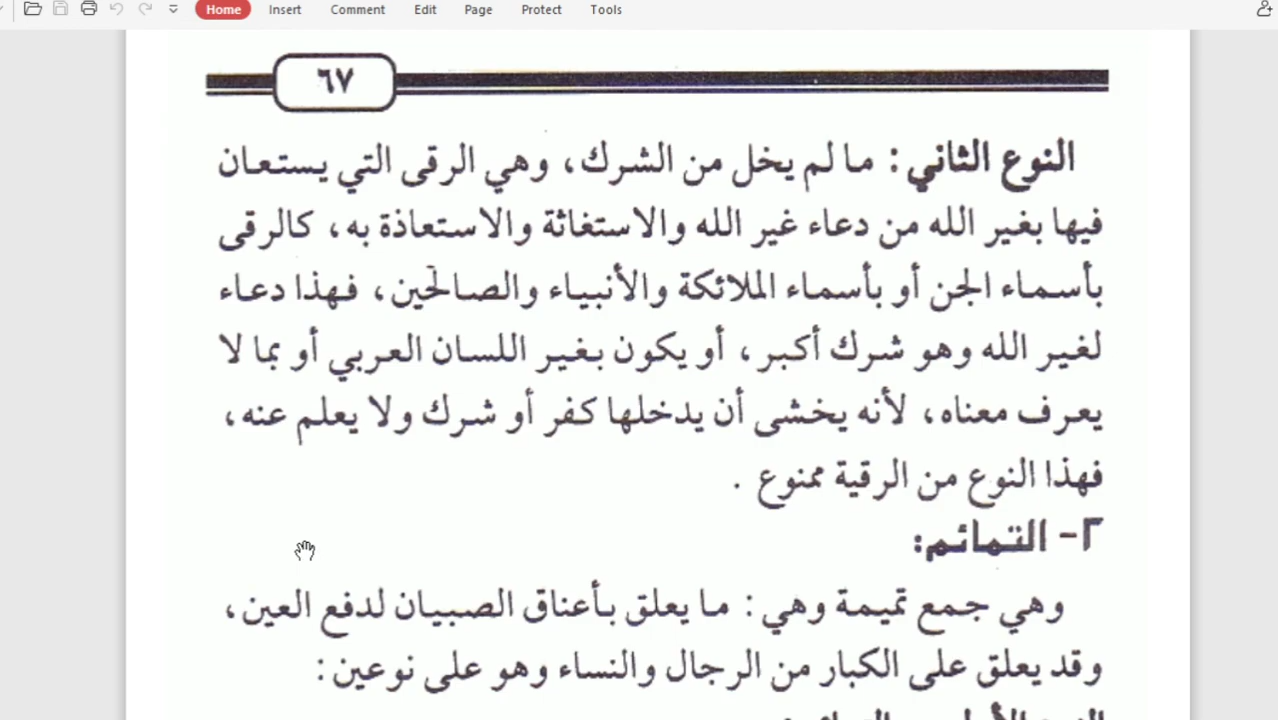 Home Insert Comment Edit Page Protect Tools
٦٧
النوع الثاني : ما لم يخل من الشرك، وهي الرقى التي يستعان
فيها بغير الله من دعاء غير الله والاستغاثة والاستعاذة به، كالرقى
بأسماء الجن أو بأسماء الملائكة والأنبياء والصالحين، فهذا دعاء
لغير الله وهو شرك أكبر، أو يكون بغير اللسان العربي أو بما لا
يعرف معناه، لأنه يخشى أن يدخلها كفر أو شرك ولا يعلم عنه،
فهذا النوع من الرقية ممنوع .
٢- التمائم:
وهي جمع تميمة وهي : ما يعلق بأعناق الصبيان لدفع العين،
وقد يعلق على الكبار من الرجال والنساء وهو على نوعين :